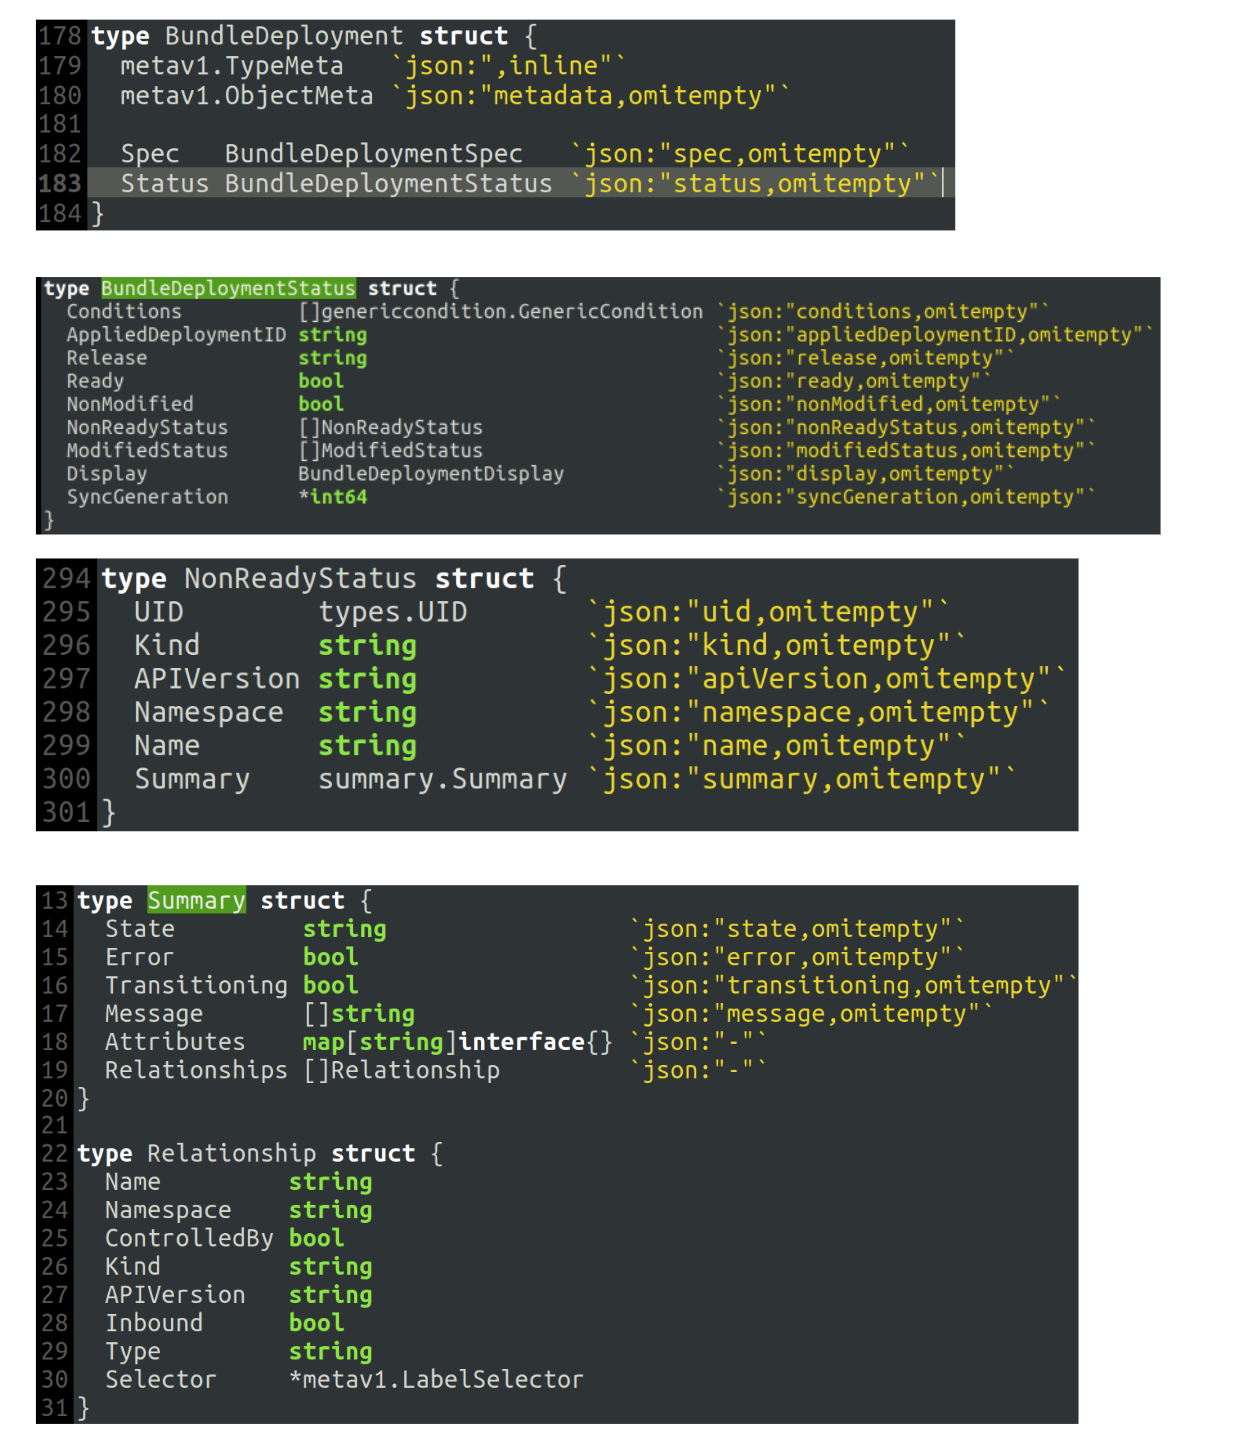 178 type BundleDeployment struct {
179   metav1.TypeMeta   `json:",inline"`
180   metav1.ObjectMeta `json:"metadata,omitempty"`
181
182   Spec   BundleDeploymentSpec   `json:"spec,omitempty"`
183   Status BundleDeploymentStatus `json:"status,omitempty"`
184 }
type BundleDeploymentStatus struct {
  Conditions          []genericcondition.GenericCondition `json:"conditions,omitempty"`
  AppliedDeploymentID string                              `json:"appliedDeploymentID,omitempty"`
  Release             string                              `json:"release,omitempty"`
  Ready               bool                                `json:"ready,omitempty"`
  NonModified         bool                                `json:"nonModified,omitempty"`
  NonReadyStatus      []NonReadyStatus                    `json:"nonReadyStatus,omitempty"`
  ModifiedStatus      []ModifiedStatus                    `json:"modifiedStatus,omitempty"`
  Display             BundleDeploymentDisplay             `json:"display,omitempty"`
  SyncGeneration      *int64                              `json:"syncGeneration,omitempty"`
}
294 type NonReadyStatus struct {
295   UID        types.UID       `json:"uid,omitempty"`
296   Kind       string          `json:"kind,omitempty"`
297   APIVersion string          `json:"apiVersion,omitempty"`
298   Namespace  string          `json:"namespace,omitempty"`
299   Name       string          `json:"name,omitempty"`
300   Summary    summary.Summary `json:"summary,omitempty"`
301 }
13 type Summary struct {
14   State         string                 `json:"state,omitempty"`
15   Error         bool                   `json:"error,omitempty"`
16   Transitioning bool                   `json:"transitioning,omitempty"`
17   Message       []string               `json:"message,omitempty"`
18   Attributes    map[string]interface{} `json:"-"`
19   Relationships []Relationship         `json:"-"`
20 }
21
22 type Relationship struct {
23   Name         string
24   Namespace    string
25   ControlledBy bool
26   Kind         string
27   APIVersion   string
28   Inbound      bool
29   Type         string
30   Selector     *metav1.LabelSelector
31 }